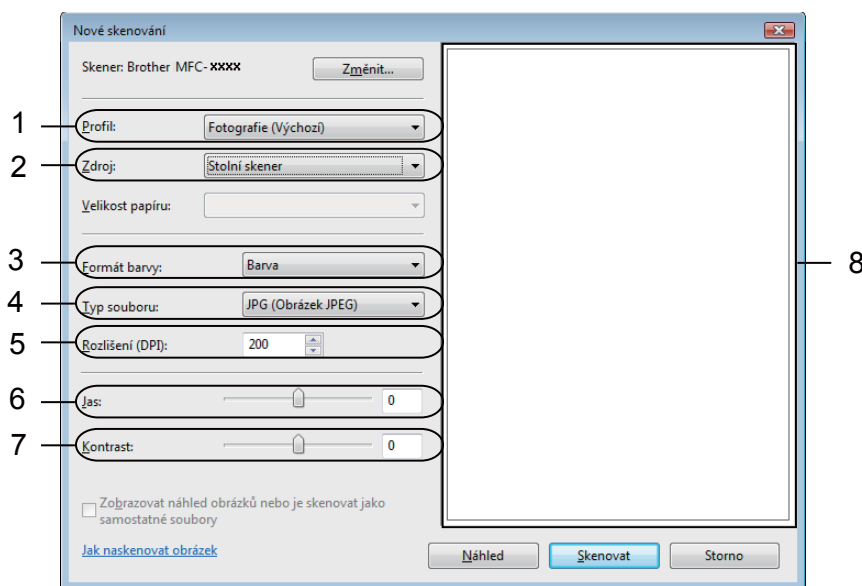 Nové skenování
Skener: Brother MFC-XXXX
Změnit...
1
Profil:
Fotografie (Výchozí)
2
Zdroj:
Stolní skener
Velikost papíru:
3
Formát barvy:
Barva
8
4
Typ souboru:
JPG (Obrázek JPEG)
5
Rozlišení (DPI):
200
6
Jas:
0
7
Kontrast:
0
Zobrazovat náhled obrázků nebo je skenovat jako
samostatné soubory
Jak naskenovat obrázek
Náhled
Skenovat
Storno